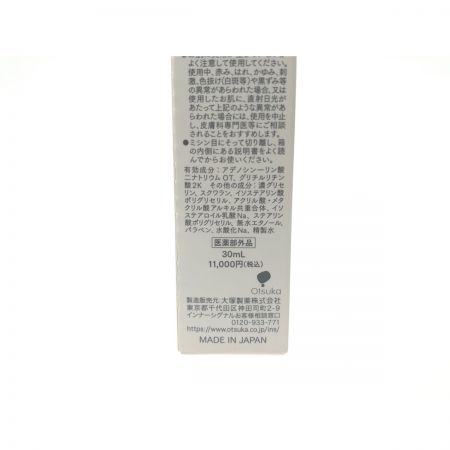 よく注意して使用してください。
使用中、赤み、はれ、かゆみ、刺
激、色抜け(白斑等)や黒ずみ等
の異常があらわれた場合、又は
使用したお肌に、直射日光が
あたって上記のような異常があ
らわれた場合には、使用を中止
し、皮膚科専門医等にご相談
されることをおすすめします。
●ミシン目にそって切り離し、箱
の内側にある説明書をよく読
んでからお使いください。
有効成分：アデノシン一リン酸
二ナトリウム OT、グリチルリチン
酸2K その他の成分：濃グリセ
リン、スクワラン、イソステアリン酸
ポリグリセリル、アクリル酸・メタ
クリル酸アルキル共重合体、イソ
ステアロイル乳酸Na、ステアリン
酸ポリグリセリル、無水エタノール、
パラベン、水酸化Na、精製水
医薬部外品
30mL
11,000円(税込)
Otsuka
製造販売元:大塚製薬株式会社
東京都千代田区神田司町2-9
インナーシグナルお客様相談窓口
0120-933-771
https://www.otsuka.co.jp/ins/
MADE IN JAPAN